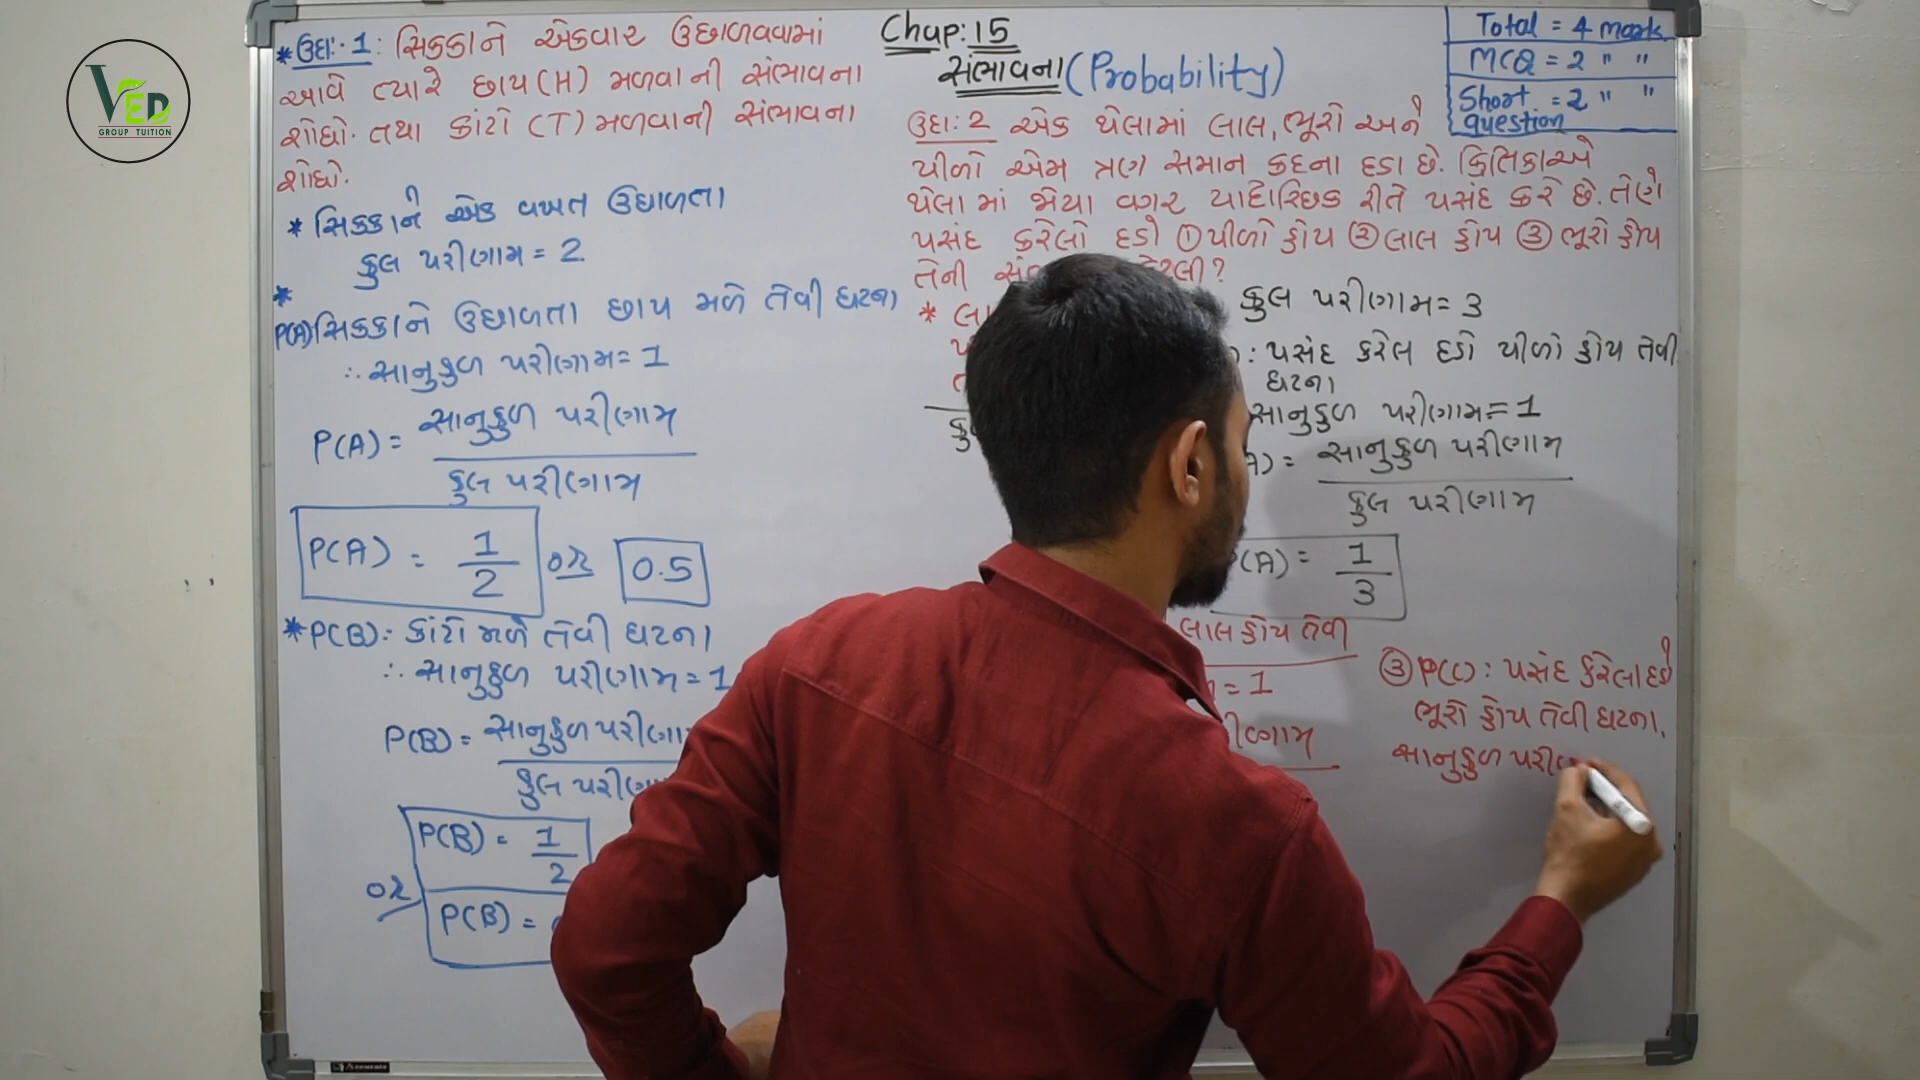 VED
GROUP TUITION
Chap:15
સંભાવના (Probability)
Total = 4 mark
MCQ = 2 " "
Short = 2 " "
question
* ઉદા.1: સિક્કાને એકવાર ઉછાળવવામાં
આવે ત્યારે છાપ (H) મળવાની સંભાવના
શોધો. તથા કાંટો (T) મળવાની સંભાવના
શોધો.
* સિક્કાને એક વખત ઉછાળતા
કુલ પરીણામ = 2
*
P(A) સિક્કાને ઉછાળતા છાપ મળે તેવી ઘટના
∴ સાનુકુળ પરીણામ = 1
P(A) = સાનુકુળ પરીણામ
કુલ પરીણામ
P(A) = 1/2 or 0.5
* P(B): કાંટો મળે તેવી ઘટના
∴ સાનુકુળ પરીણામ = 1
P(B) = સાનુકુળ પરીણા
કુલ પરીણ
P(B) = 1/2
or
P(B) =
ઉદા: 2 એક થેલામાં લાલ, ભૂરો અને
પીળો એમ ત્રણ સમાન કદના દડા છે. ક્રિતિકાએ
થેલામાં જોયા વગર યાદૃચ્છિક રીતે પસંદ કરે છે. તેણે
પસંદ કરેલો દડો ① પીળો હોય ② લાલ હોય ③ ભૂરો હોય
તેની
* લા
કુલ પરીણામ = 3
: પસંદ કરેલ દડો પીળો હોય તેવી
ઘટના
સાનુકુળ પરીણામ = 1
A) = સાનુકુળ પરીણામ
કુલ પરીણામ
P(A) = 1/3
લાલ હોય તેવી
= 1
ણામ
③ P(C): પસંદ કરેલા દડો
ભૂરો હોય તેવી ઘટના.
સાનુકુળ પરીણ